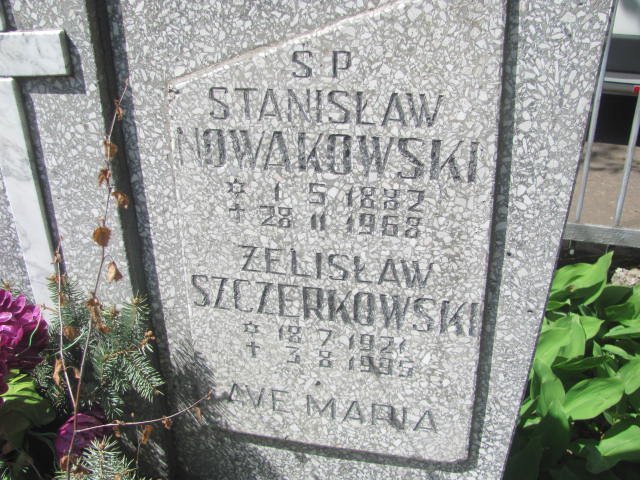 S P
STANISŁAW
NOWAKOWSKI
✡ 1 5 1882
+ 28 11 1968
ZELISŁAW
SZCZERKOWSKI
✡ 18 7 1921
+ 3 8 1995
AVE MARIA